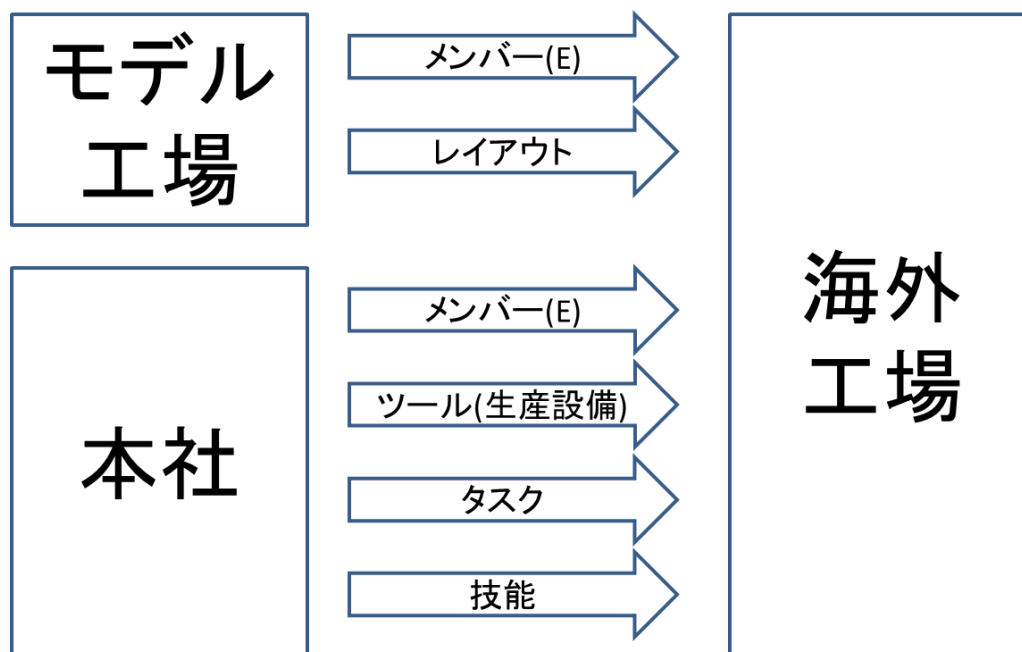 モデル
工場
メンバー(E)
レイアウト
本社
メンバー(E)
ツール(生産設備)
タスク
技能
海外
工場